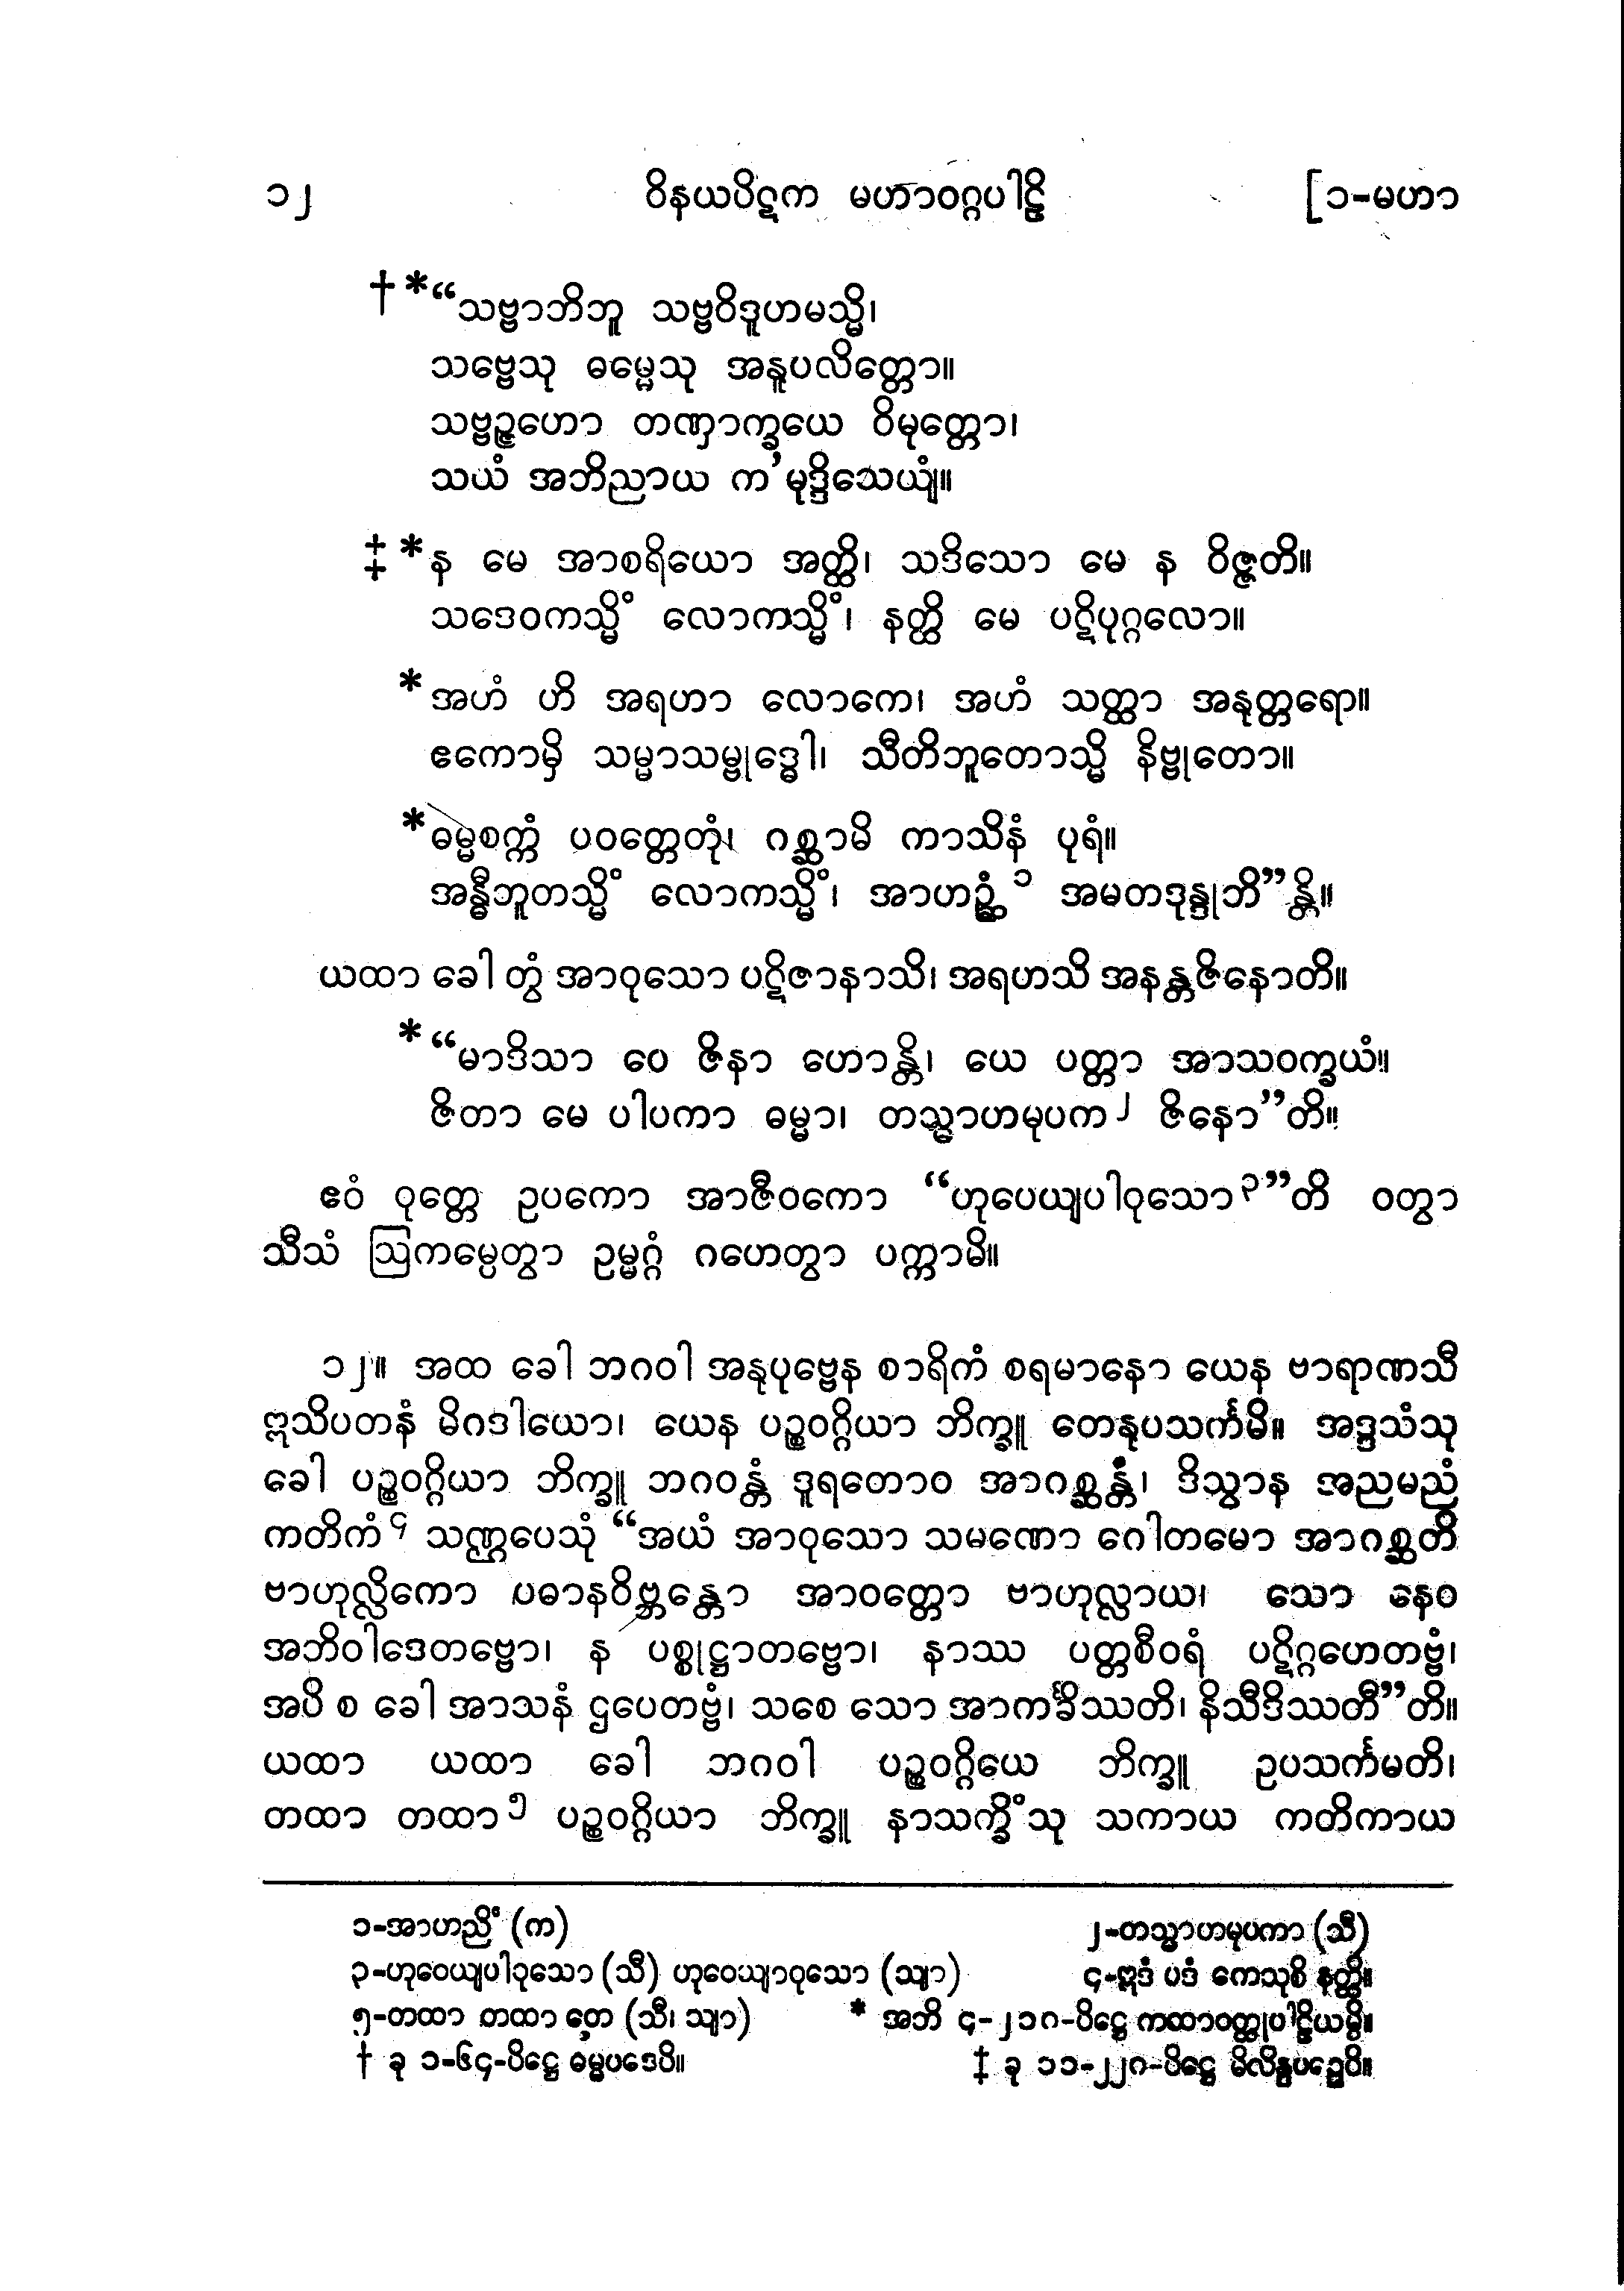 ၁၂ ဝိနယပိဋက မဟာဝဂ္ဂပါဠိ [၁-မဟာ
†*“သဗ္ဗာဘိဘူ သဗ္ဗဝိဒူဟမသ္မိ၊
သဗ္ဗေသု ဓမ္မေသု အနူပလိတ္တော။
သဗ္ဗဉ္ဇဟော တဏှာက္ခယေ ဝိမုတ္တော၊
သယံ အဘိညာယ က’မုဒ္ဒိသေယျံ။
‡*န မေ အာစရိယော အတ္ထိ၊ သဒိသော မေ န ဝိဇ္ဇတိ။
သဒေဝကသ္မိံ လောကသ္မိံ၊ နတ္ထိ မေ ပဋိပုဂ္ဂလော။
*အဟံ ဟိ အရဟာ လောကေ၊ အဟံ သတ္ထာ အနုတ္တရော။
ဧကောမှိ သမ္မာသမ္ဗုဒ္ဓေါ၊ သီတိဘူတောသ္မိ နိဗ္ဗုတော။
*ဓမ္မစက္ကံ ပဝတ္တေတုံ၊ ဂစ္ဆာမိ ကာသိနံ ပုရံ။
အန္ဓီဘူတသ္မိံ လောကသ္မိံ၊ အာဟဉ္ဆံ ၁ အမတဒုန္ဒုဘိ”န္တိ။
ယထာ ခေါ တွံ အာဝုသော ပဋိဇာနာသိ၊ အရဟသိ အနန္တဇိနောတိ။
*“မာဒိသာ ဝေ ဇိနာ ဟောန္တိ၊ ယေ ပတ္တာ အာသဝက္ခယံ။
ဇိတာ မေ ပါပကာ ဓမ္မာ၊ တသ္မာဟမုပက ၂ ဇိနော”တိ။
ဧဝံ ဝုတ္တေ ဥပကော အာဇီဝကော “ဟုပေယျပါဝုသော ၃”တိ ဝတွာ
သီသံ ဩကမ္ပေတွာ ဥမ္မဂ္ဂံ ဂဟေတွာ ပက္ကာမိ။
၁၂။ အထ ခေါ ဘဂဝါ အနုပုဗ္ဗေန စာရိကံ စရမာနော ယေန ဗာရာဏသီ
ဣသိပတနံ မိဂဒါယော၊ ယေန ပဉ္စဝဂ္ဂိယာ ဘိက္ခူ တေနုပသင်္ကမိ။ အဒ္ဒသံသု
ခေါ ပဉ္စဝဂ္ဂိယာ ဘိက္ခူ ဘဂဝန္တံ ဒူရတောဝ အာဂစ္ဆန္တံ၊ ဒိသွာန အညမညံ
ကတိကံ ၄ သဏ္ဌပေသုံ “အယံ အာဝုသော သမဏော ဂေါတမော အာဂစ္ဆတိ
ဗာဟုလ္လိကော ပဓာနဝိဗ္ဘန္တော အာဝတ္တော ဗာဟုလ္လာယ၊ သော နေဝ
အဘိဝါဒေတဗ္ဗော၊ န ပစ္စုဋ္ဌာတဗ္ဗော၊ နာဿ ပတ္တစီဝရံ ပဋိဂ္ဂဟေတဗ္ဗံ၊
အပိ စ ခေါ အာသနံ ဌပေတဗ္ဗံ၊ သစေ သော အာကင်္ခိဿတိ၊ နိသီဒိဿတီ”တိ။
ယထာ ယထာ ခေါ ဘဂဝါ ပဉ္စဝဂ္ဂိယေ ဘိက္ခူ ဥပသင်္ကမတိ၊
တထာ တထာ ၅ ပဉ္စဝဂ္ဂိယာ ဘိက္ခူ နာသက္ခိံသု သကာယ ကတိကာယ
၁-အာဟညိံ (က) ၂-တသ္မာဟမုပကာ (သီ)
၃-ဟုဝေယျပါဝုသော (သီ) ဟုဝေယျာဝုသော (သျာ) ၄-ဣဒံ ပဒံ ကေသုစိ နတ္ထိ။
၅-တထာ တထာ တေ (သီ၊ သျာ) * အဘိ ၄-၂၁၈-ပိဋ္ဌေ ကထာဝတ္ထုပါဠိယမ္ပိ။
† ခု ၁-၆၄-ပိဋ္ဌေ ဓမ္မပဒေပိ။ ‡ ခု ၁၁-၂၂၈-ပိဋ္ဌေ မိလိန္ဒပဉှေပိ။